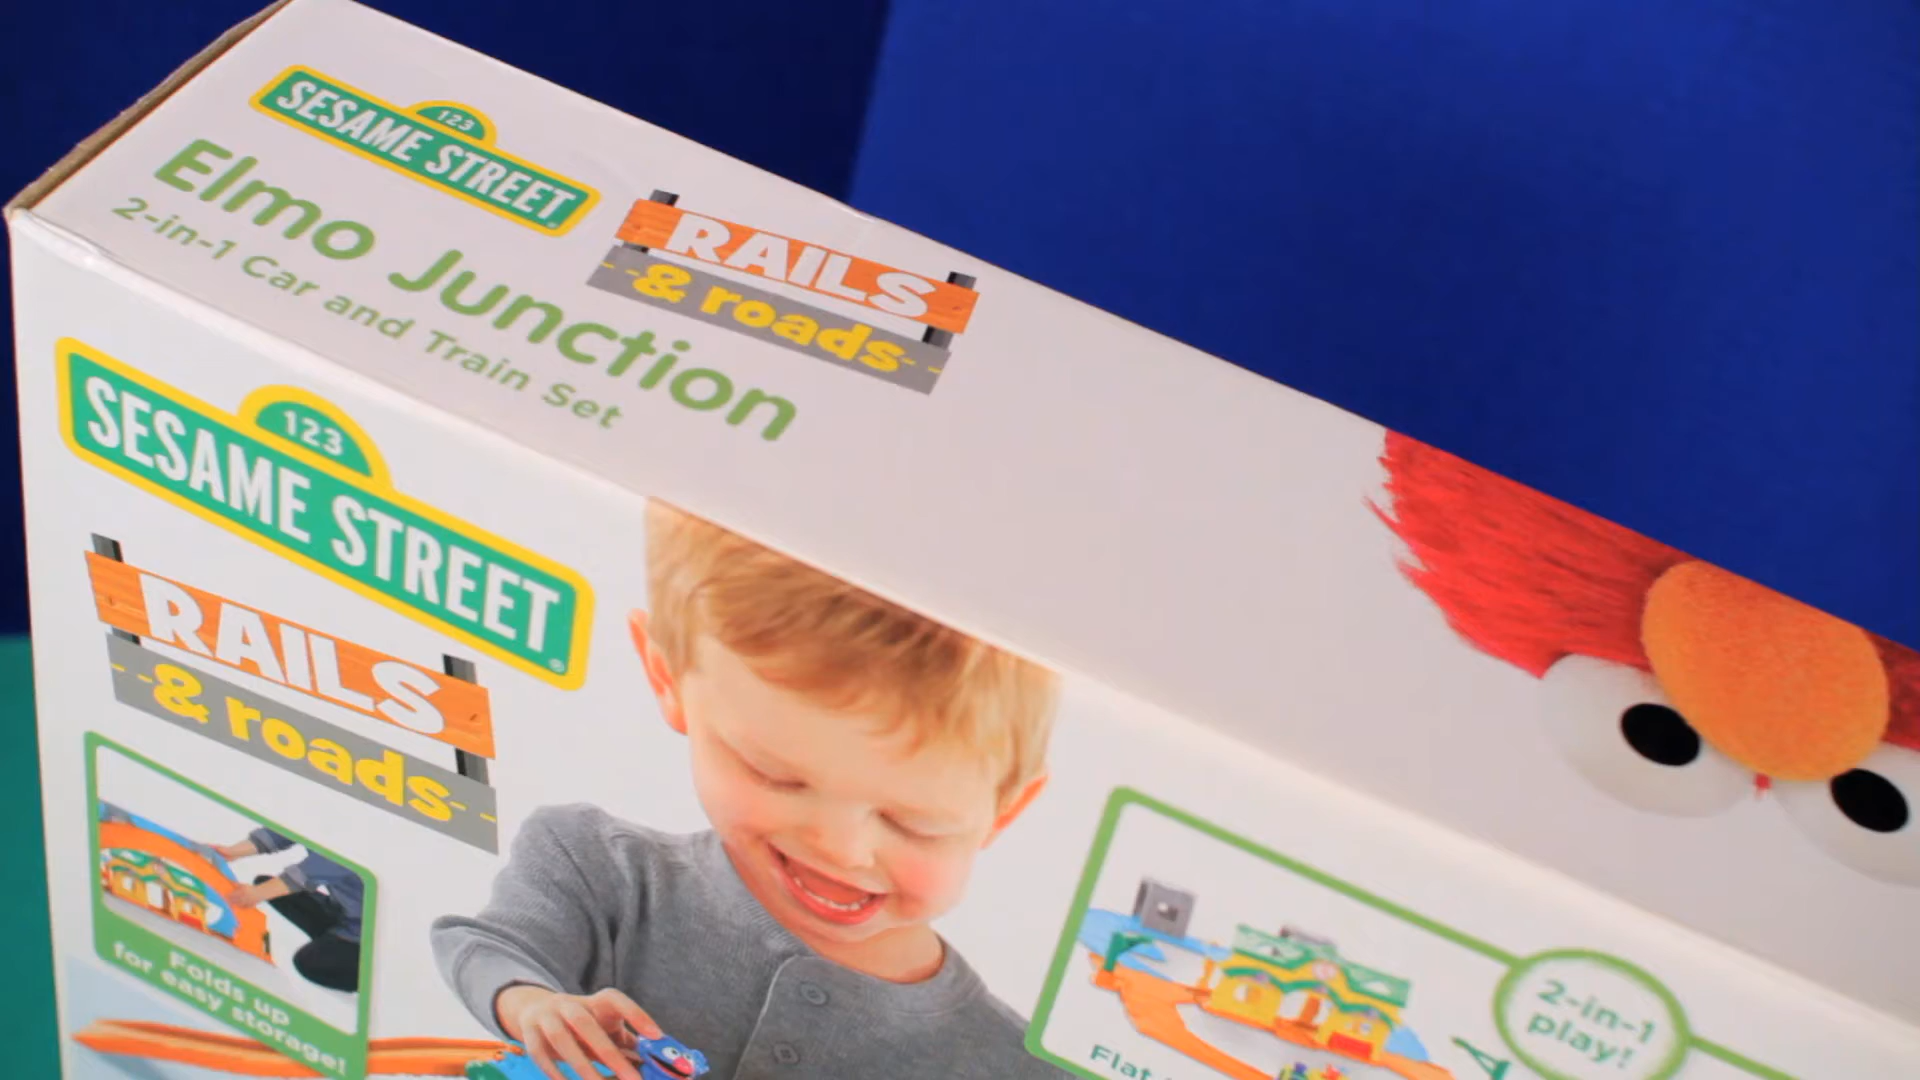 123
SESAME STREET
Elmo Junction
2-in-1 Car and Train Set
RAILS
& roads
123
SESAME STREET
RAILS
& roads
Folds up
for easy storage!
2-in-1
play!
Flat